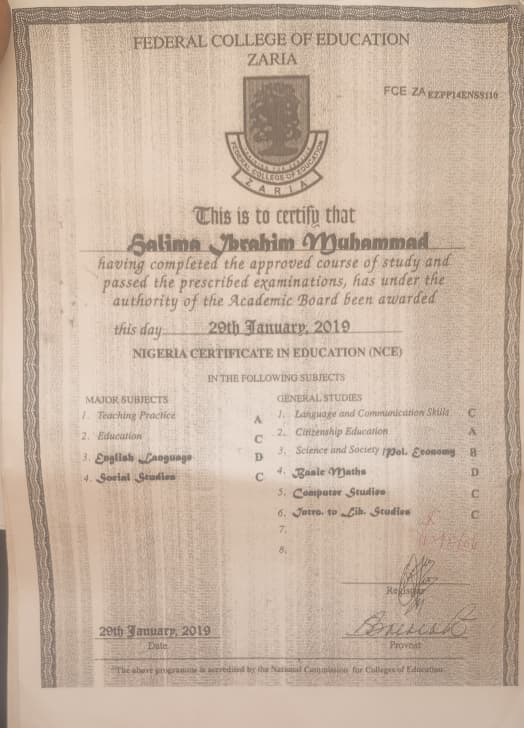 FEDERAL COLLEGE OF EDUCATION
ZARIA
FCE ZA EZPP14ENSS110
FEDERAL COLLEGE OF EDUCATION
ZARIA
This is to certify that
Salima Ibrahim Muhammad
having completed the approved course of study and
passed the prescribed examinations, has under the
authority of the Academic Board been awarded
this day 29th January, 2019
NIGERIA CERTIFICATE IN EDUCATION (NCE)
IN THE FOLLOWING SUBJECTS
MAJOR SUBJECTS
1. Teaching Practice A
2. Education C
3. English Language D
4. Social Studies C
GENERAL STUDIES
1. Language and Communication Skills C
2. Citizenship Education A
3. Science and Society /Pol. Economy B
4. Basic Maths D
5. Computer Studies C
6. Intro. to Lib. Studies C
7.
8.
Registrar
29th January, 2019
Date
Provost
The above programme is accredited by the National Commission for Colleges of Education